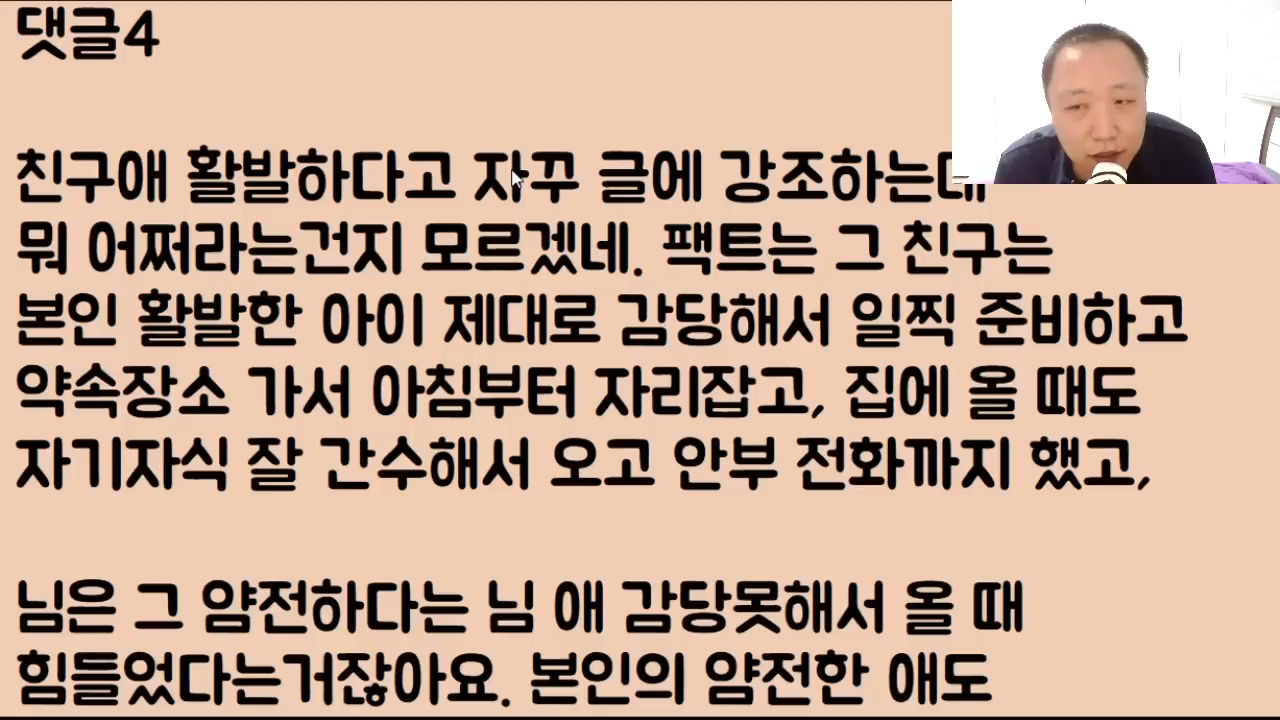 댓글4
친구애 활발하다고 자꾸 글에 강조하는데
뭐 어쩌라는건지 모르겠네. 팩트는 그 친구는
본인 활발한 아이 제대로 감당해서 일찍 준비하고
약속장소 가서 아침부터 자리잡고, 집에 올 때도
자기자식 잘 간수해서 오고 안부 전화까지 했고,
님은 그 얌전하다는 님 애 감당못해서 올 때
힘들었다는거잖아요. 본인의 얌전한 애도